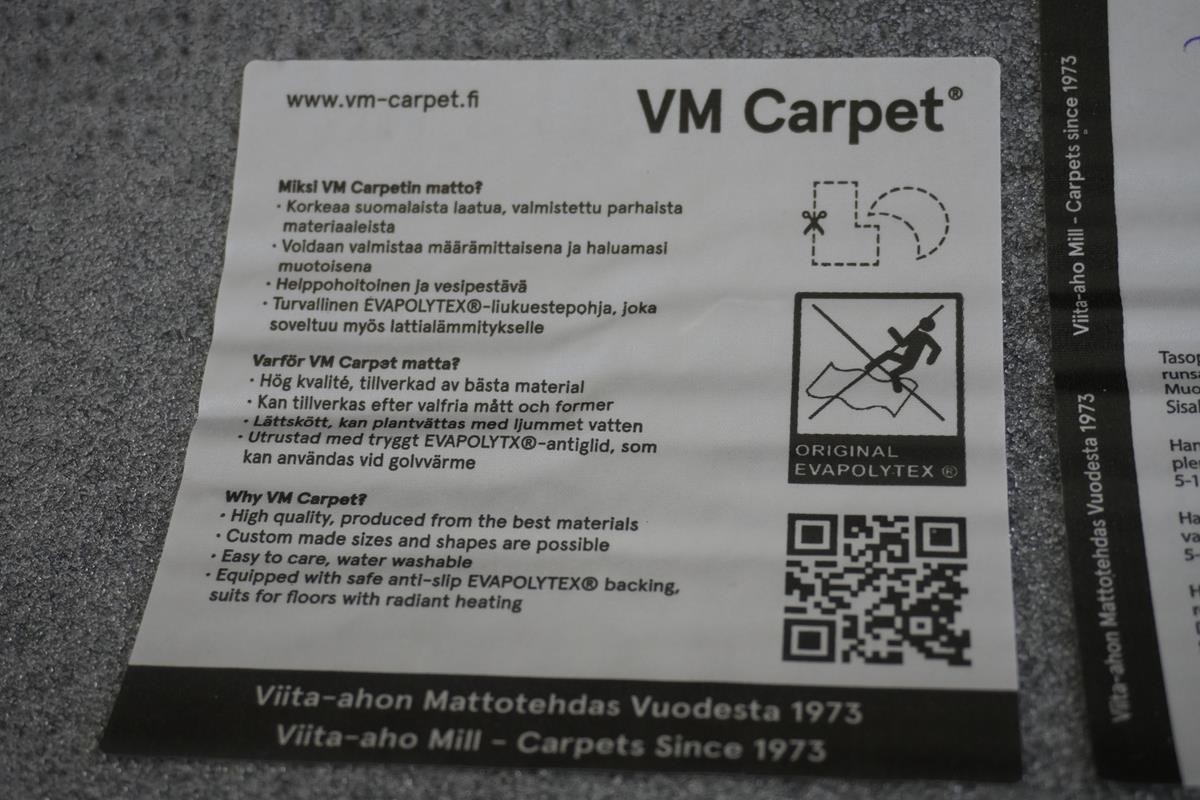 www.vm-carpet.fi
VM Carpet®
Miksi VM Carpetin matto?
· Korkeaa suomalaista laatua, valmistettu parhaista
materiaaleista
· Voidaan valmistaa määrämittaisena ja haluamasi
muotoisena
· Helppohoitoinen ja vesipestävä
· Turvallinen EVAPOLYTEX®-liukuestepohja, joka
soveltuu myös lattialämmitykselle
Varför VM Carpet matta?
· Hög kvalité, tillverkad av bästa material
· Kan tillverkas efter valfria mått och former
· Lättskött, kan plantvättas med ljummet vatten
· Utrustad med tryggt EVAPOLYTX®-antiglid, som
kan användas vid golvvärme
Why VM Carpet?
· High quality, produced from the best materials
· Custom made sizes and shapes are possible
· Easy to care, water washable
· Equipped with safe anti-slip EVAPOLYTEX® backing,
suits for floors with radiant heating
ORIGINAL
EVAPOLYTEX ®
Viita-ahon Mattotehdas Vuodesta 1973
Viita-aho Mill - Carpets Since 1973
Viita-aho Mill - Carpets since 1973
Viita-ahon Mattotehdas Vuodesta 1973